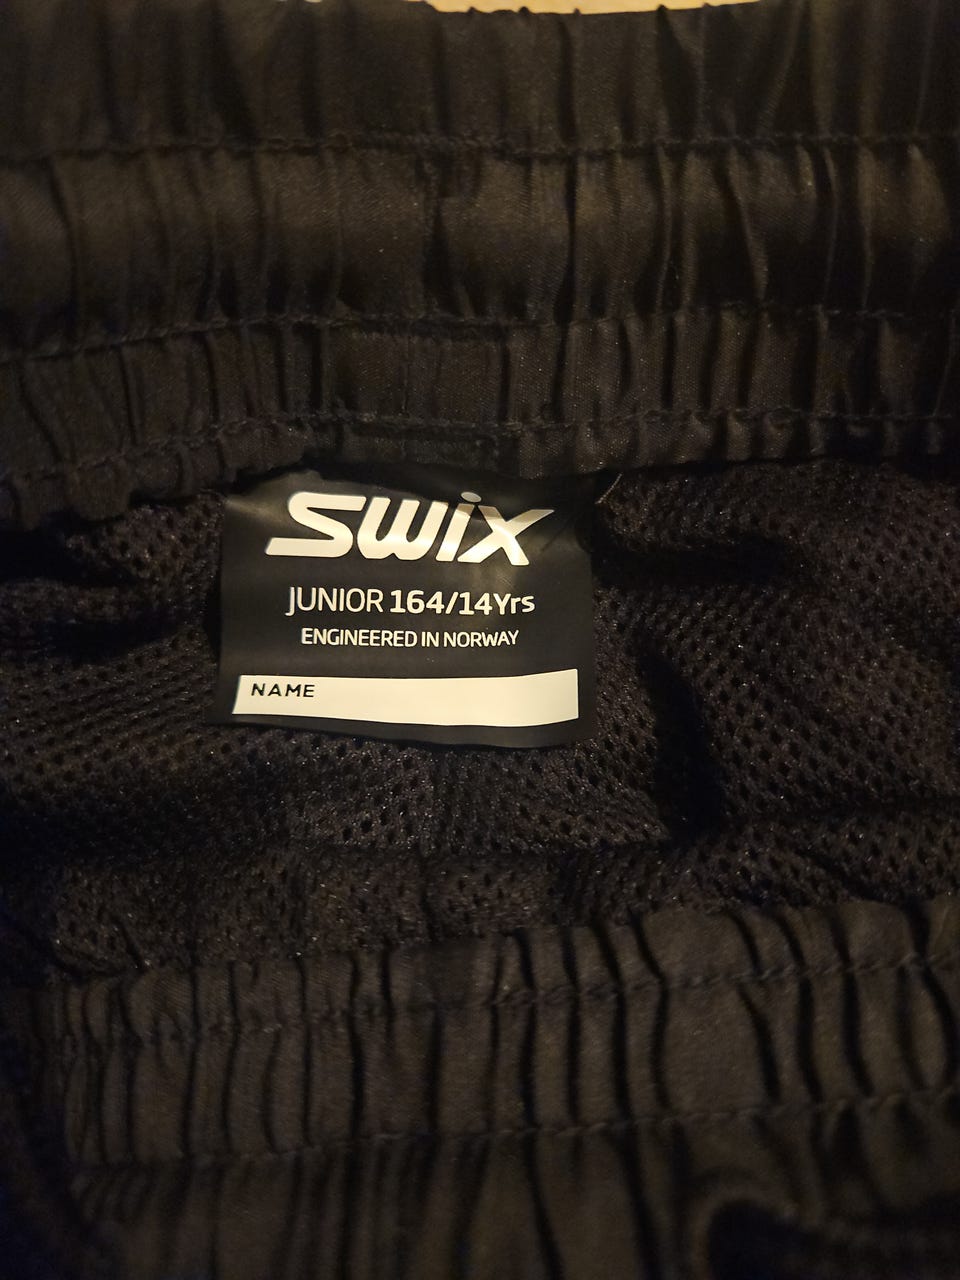 swix
JUNIOR 164/14Yrs
ENGINEERED IN NORWAY
NAME